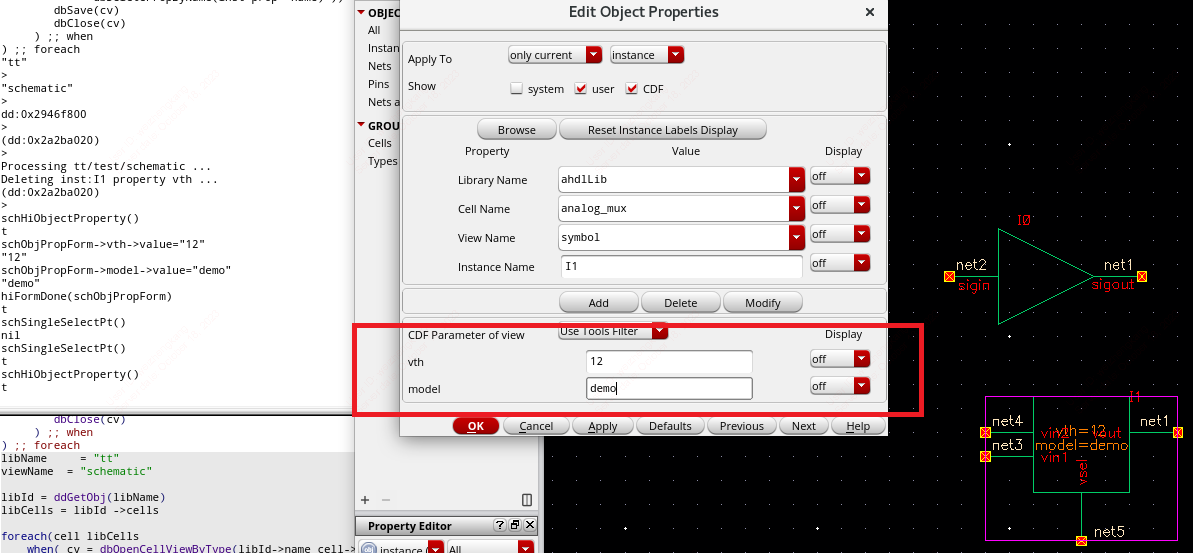 dbSave(cv)
dbClose(cv)
) ;; when
) ;; foreach
"tt"
>
"schematic"
>
dd:0x2946f800
>
(dd:0x2a2ba020)
>
Processing tt/test/schematic ...
Deleting inst:I1 property vth ...
(dd:0x2a2ba020)
>
schHiObjectProperty()
t
schObjPropForm->vth->value="12"
"12"
schObjPropForm->model->value="demo"
"demo"
hiFormDone(schObjPropForm)
t
schSingleSelectPt()
nil
schSingleSelectPt()
t
schHiObjectProperty()
t
dbClose(cv)
) ;; when
) ;; foreach
libName = "tt"
viewName = "schematic"
libId = ddGetObj(libName)
libCells = libId ->cells
foreach(cell libCells
when( cv = dbOpenCellViewByType(libId->name cell->
OBJEC
All
Instan
Nets
Pins
Nets a
GROU
Cells
Types
+ −
Property Editor
instance All
Edit Object Properties
Apply To only current instance
Show system user CDF
Browse Reset Instance Labels Display
Property Value Display
Library Name ahdlLib off
Cell Name analog_mux off
View Name symbol off
Instance Name I1 off
Add Delete Modify
CDF Parameter of view Use Tools Filter Display
vth 12 off
model demo off
OK Cancel Apply Defaults Previous Next Help
I0
net2 net1
sigin sigout
I1
net4 net1
vth=12
net3 model=demo
vin1
vsel
net5